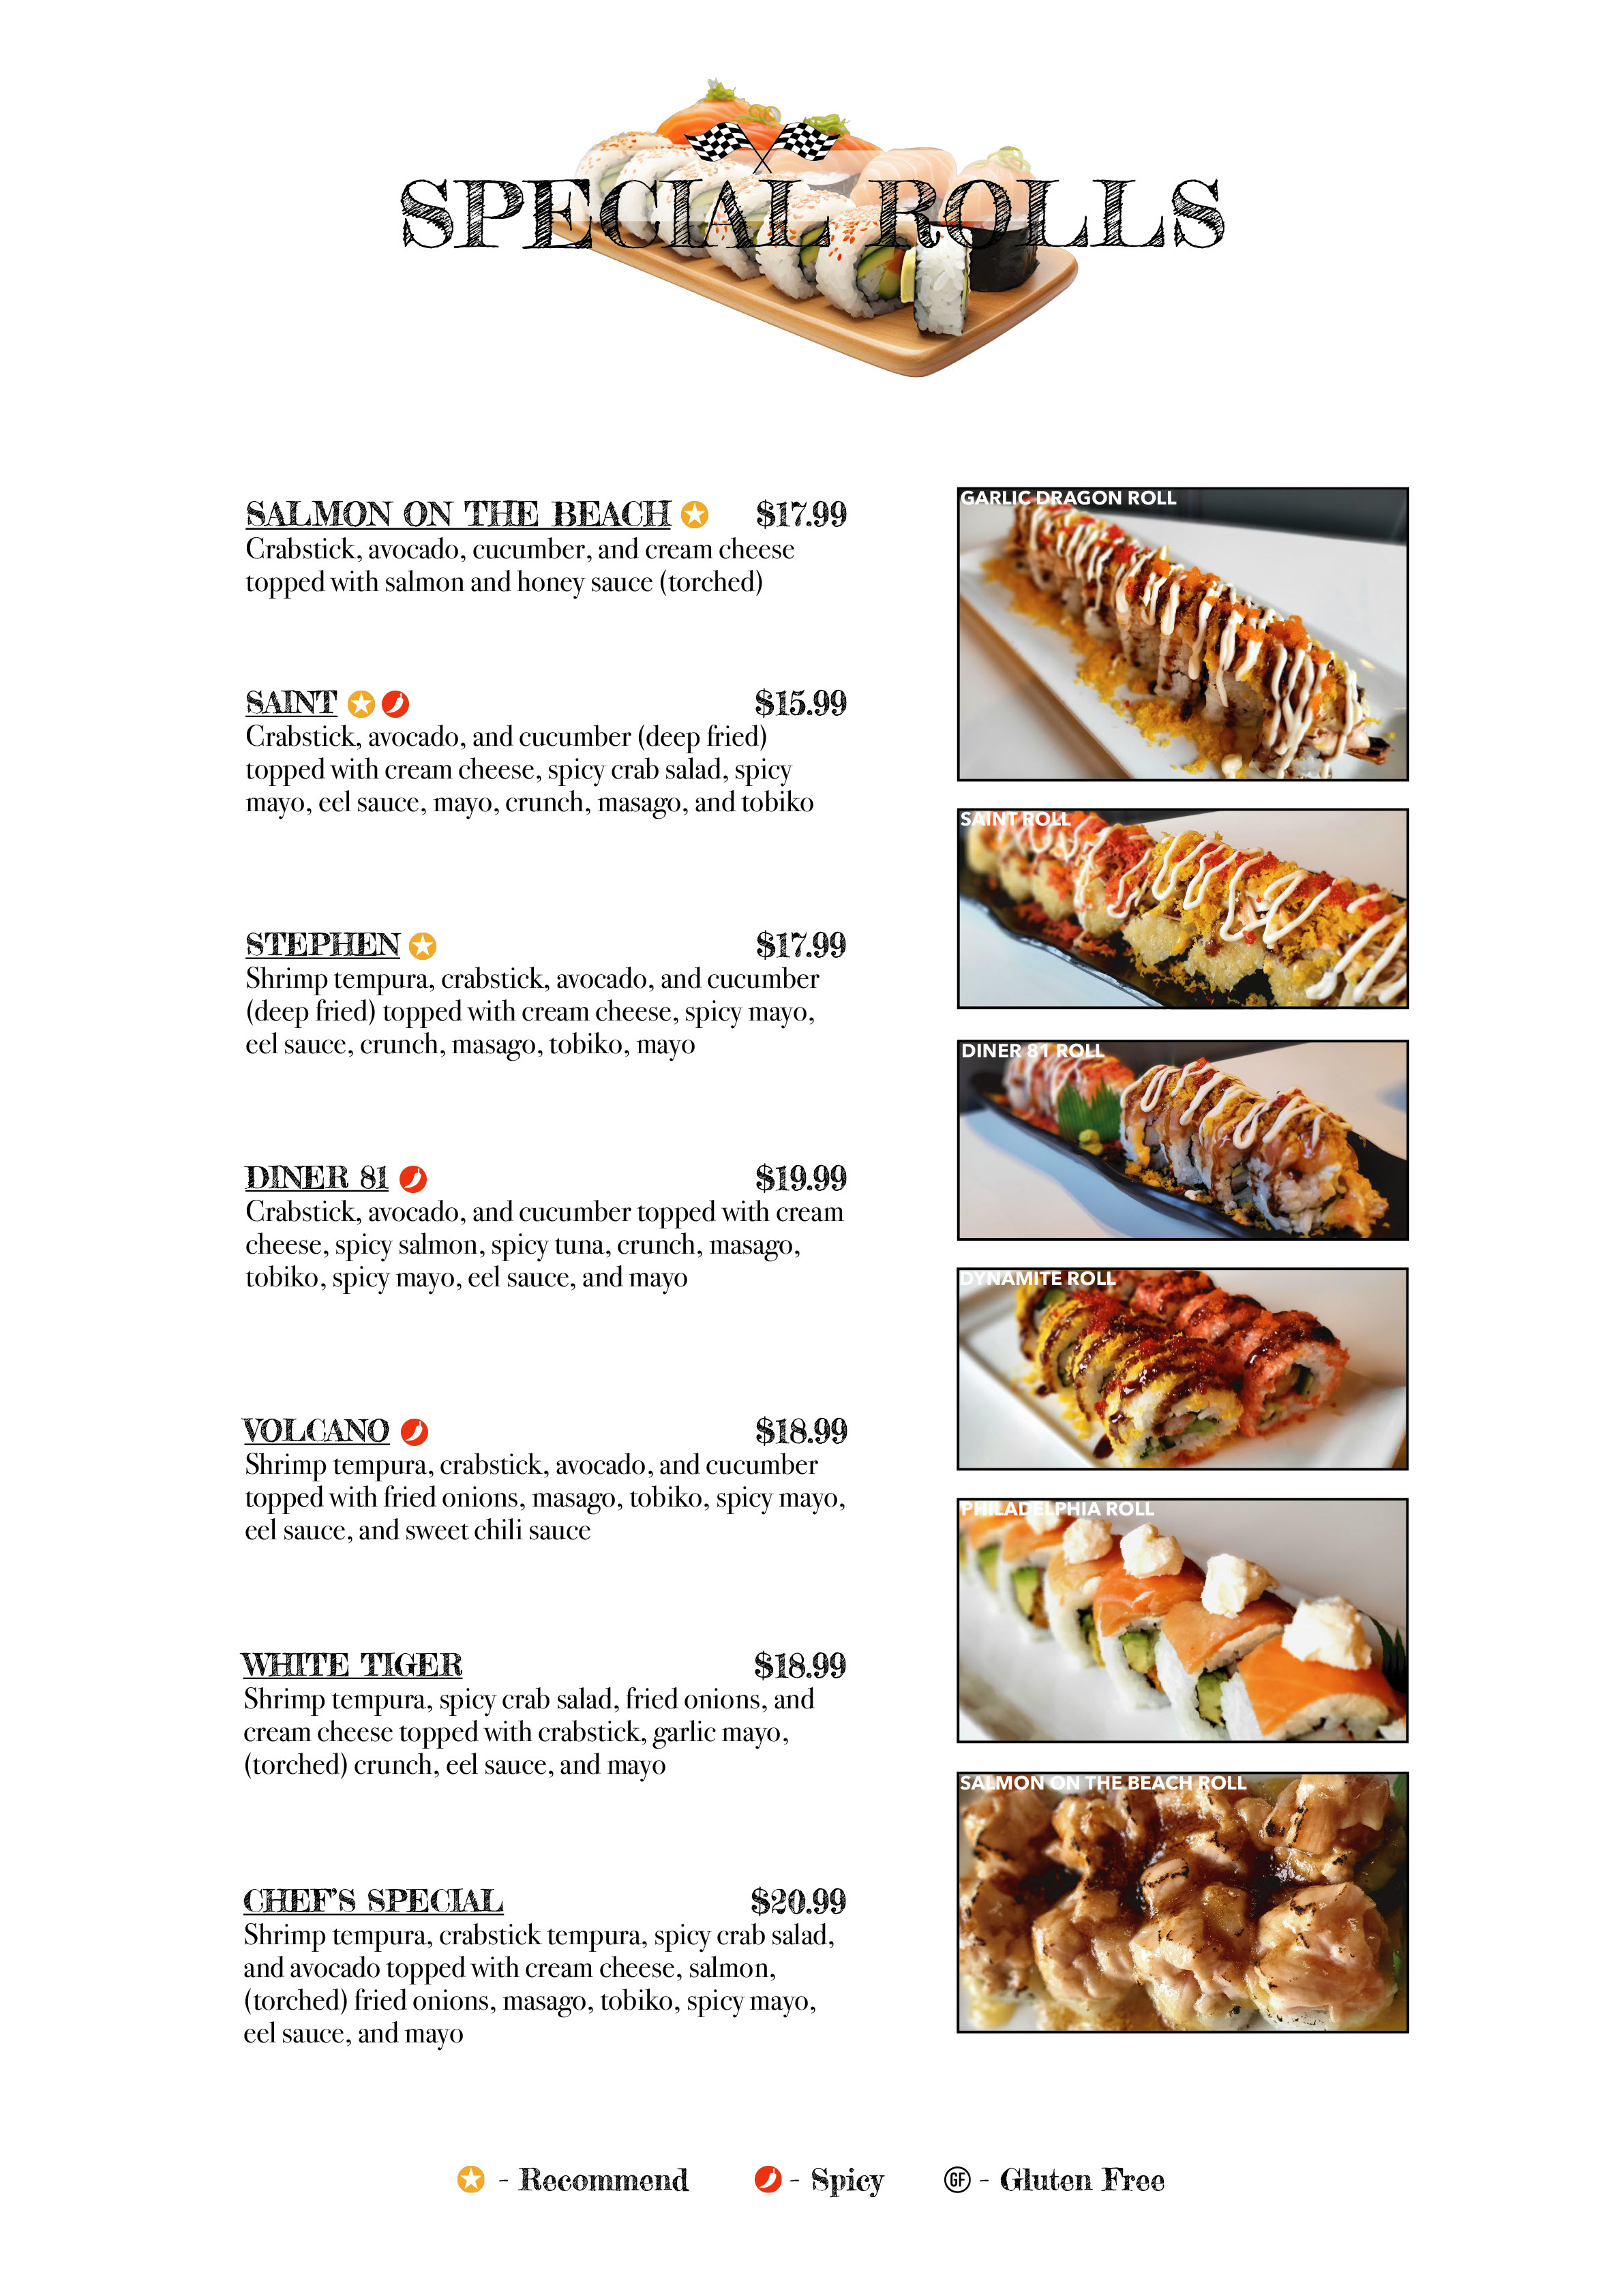 SPECIAL ROLLS
SALMON ON THE BEACH $17.99
Crabstick, avocado, cucumber, and cream cheese
topped with salmon and honey sauce (torched)
SAINT $15.99
Crabstick, avocado, and cucumber (deep fried)
topped with cream cheese, spicy crab salad, spicy
mayo, eel sauce, mayo, crunch, masago, and tobiko
STEPHEN $17.99
Shrimp tempura, crabstick, avocado, and cucumber
(deep fried) topped with cream cheese, spicy mayo,
eel sauce, crunch, masago, tobiko, mayo
DINER 81 $19.99
Crabstick, avocado, and cucumber topped with cream
cheese, spicy salmon, spicy tuna, crunch, masago,
tobiko, spicy mayo, eel sauce, and mayo
VOLCANO $18.99
Shrimp tempura, crabstick, avocado, and cucumber
topped with fried onions, masago, tobiko, spicy mayo,
eel sauce, and sweet chili sauce
WHITE TIGER $18.99
Shrimp tempura, spicy crab salad, fried onions, and
cream cheese topped with crabstick, garlic mayo,
(torched) crunch, eel sauce, and mayo
CHEF'S SPECIAL $20.99
Shrimp tempura, crabstick tempura, spicy crab salad,
and avocado topped with cream cheese, salmon,
(torched) fried onions, masago, tobiko, spicy mayo,
eel sauce, and mayo
GARLIC DRAGON ROLL
SAINT ROLL
DINER 81 ROLL
DYNAMITE ROLL
PHILADELPHIA ROLL
SALMON ON THE BEACH ROLL
- Recommend - Spicy GF - Gluten Free